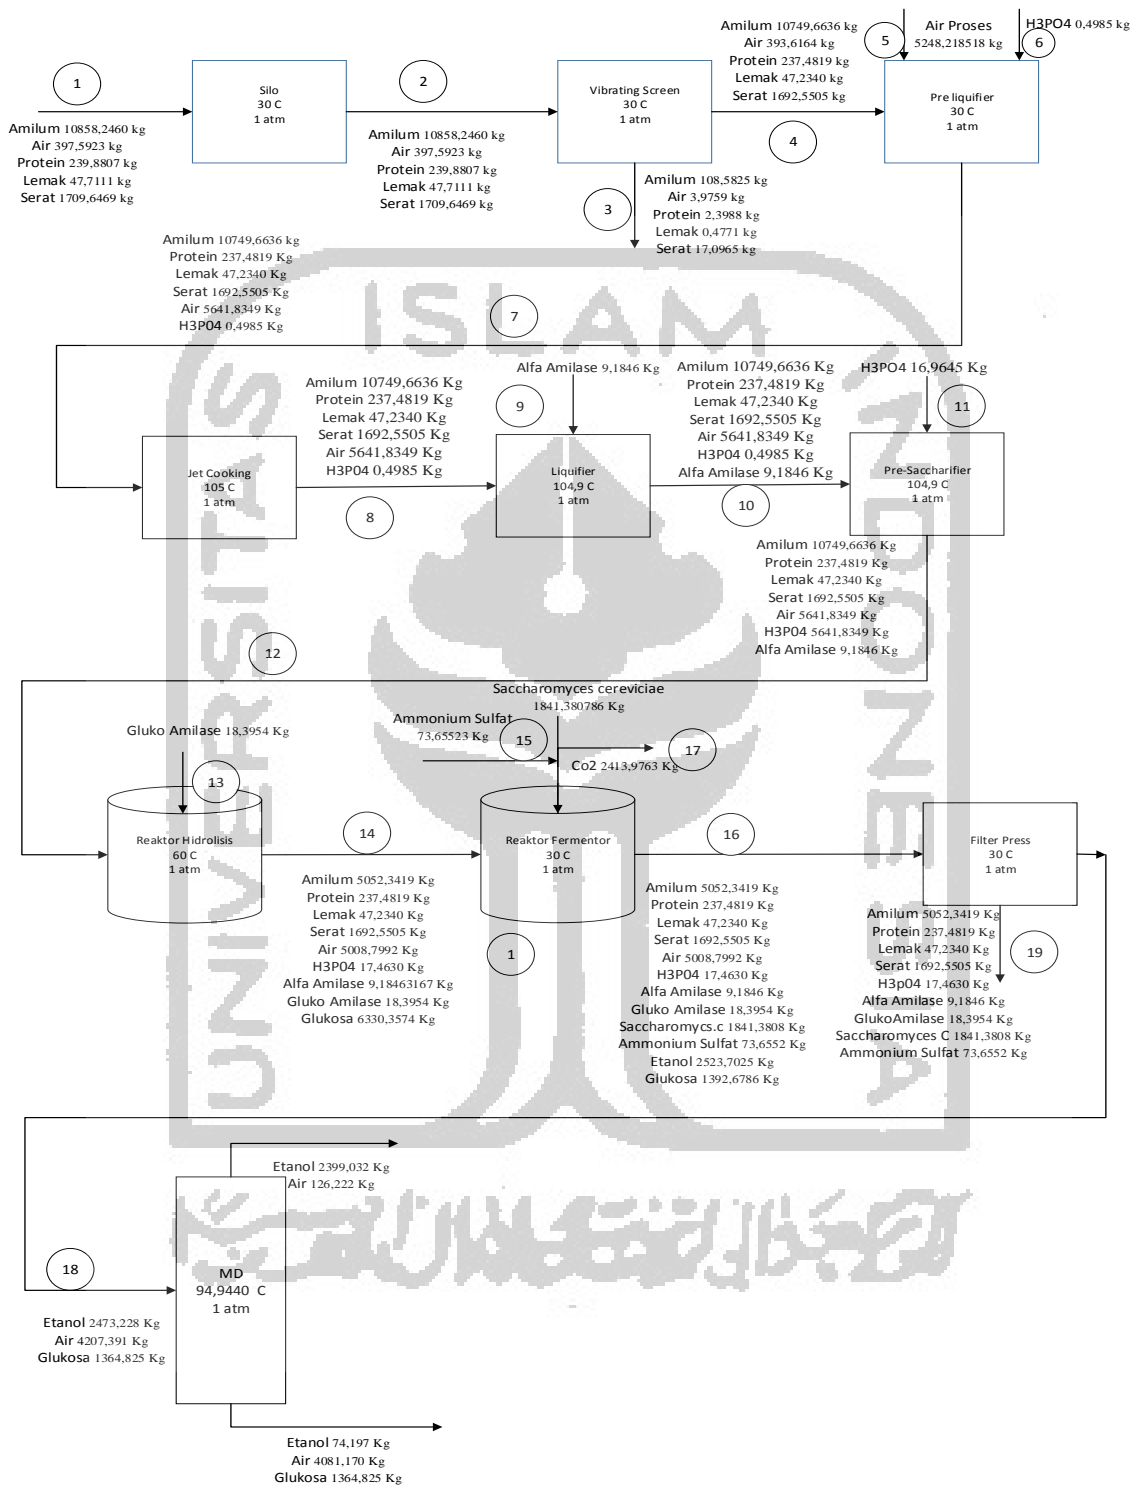 1
Amilum 10858,2460 kg
Air 397,5923 kg
Protein 239,8807 kg
Lemak 47,7111 kg
Serat 1709,6469 kg
Silo
30 C
1 atm
2
Amilum 10858,2460 kg
Air 397,5923 kg
Protein 239,8807 kg
Lemak 47,7111 kg
Serat 1709,6469 kg
Vibrating Screen
30 C
1 atm
3
Amilum 108,5825 kg
Air 3,9759 kg
Protein 2,3988 kg
Lemak 0,4771 kg
Serat 17,0965 kg
Amilum 10749,6636 kg
Air 393,6164 kg
Protein 237,4819 kg
Lemak 47,2340 kg
Serat 1692,5505 kg
4
5
Air Proses
5248,218518 kg
H3PO4 0,4985 kg
6
Pre liquifier
30 C
1 atm
Amilum 10749,6636 kg
Protein 237,4819 Kg
Lemak 47,2340 Kg
Serat 1692,5505 Kg
Air 5641,8349 Kg
H3P04 0,4985 Kg
7
ISLAM
UNIVERSITAS
INDONESIA
Jet Cooking
105 C
1 atm
Amilum 10749,6636 Kg
Protein 237,4819 Kg
Lemak 47,2340 Kg
Serat 1692,5505 Kg
Air 5641,8349 Kg
H3P04 0,4985 Kg
8
Alfa Amilase 9,1846 Kg
9
Liquifier
104,9 C
1 atm
Amilum 10749,6636 Kg
Protein 237,4819 Kg
Lemak 47,2340 Kg
Serat 1692,5505 Kg
Air 5641,8349 Kg
H3P04 0,4985 Kg
Alfa Amilase 9,1846 Kg
10
H3PO4 16,9645 Kg
11
Pre-Saccharifier
104,9 C
1 atm
Amilum 10749,6636 Kg
Protein 237,4819 Kg
Lemak 47,2340 Kg
Serat 1692,5505 Kg
Air 5641,8349 Kg
H3P04 5641,8349 Kg
Alfa Amilase 9,1846 Kg
12
Gluko Amilase 18,3954 Kg
13
Reaktor Hidrolisis
60 C
1 atm
14
Amilum 5052,3419 Kg
Protein 237,4819 Kg
Lemak 47,2340 Kg
Serat 1692,5505 Kg
Air 5008,7992 Kg
H3P04 17,4630 Kg
Alfa Amilase 9,18463167 Kg
Gluko Amilase 18,3954 Kg
Glukosa 6330,3574 Kg
Saccharomyces cereviciae
1841,380786 Kg
Ammonium Sulfat
73,65523 Kg
15
17
Co2 2413,9763 Kg
Reaktor Fermentor
30 C
1 atm
1
16
Amilum 5052,3419 Kg
Protein 237,4819 Kg
Lemak 47,2340 Kg
Serat 1692,5505 Kg
Air 5008,7992 Kg
H3P04 17,4630 Kg
Alfa Amilase 9,1846 Kg
Gluko Amilase 18,3954 Kg
Saccharomycs.c 1841,3808 Kg
Ammonium Sulfat 73,6552 Kg
Etanol 2523,7025 Kg
Glukosa 1392,6786 Kg
Filter Press
30 C
1 atm
Amilum 5052,3419 Kg
Protein 237,4819 Kg
Lemak 47,2340 Kg
Serat 1692,5505 Kg
H3p04 17,4630 Kg
Alfa Amilase 9,1846 Kg
GlukoAmilase 18,3954 Kg
Saccharomyces C 1841,3808 Kg
Ammonium Sulfat 73,6552 Kg
19
Etanol 2399,032 Kg
Air 126,222 Kg
18
Etanol 2473,228 Kg
Air 4207,391 Kg
Glukosa 1364,825 Kg
MD
94,9440 C
1 atm
Etanol 74,197 Kg
Air 4081,170 Kg
Glukosa 1364,825 Kg